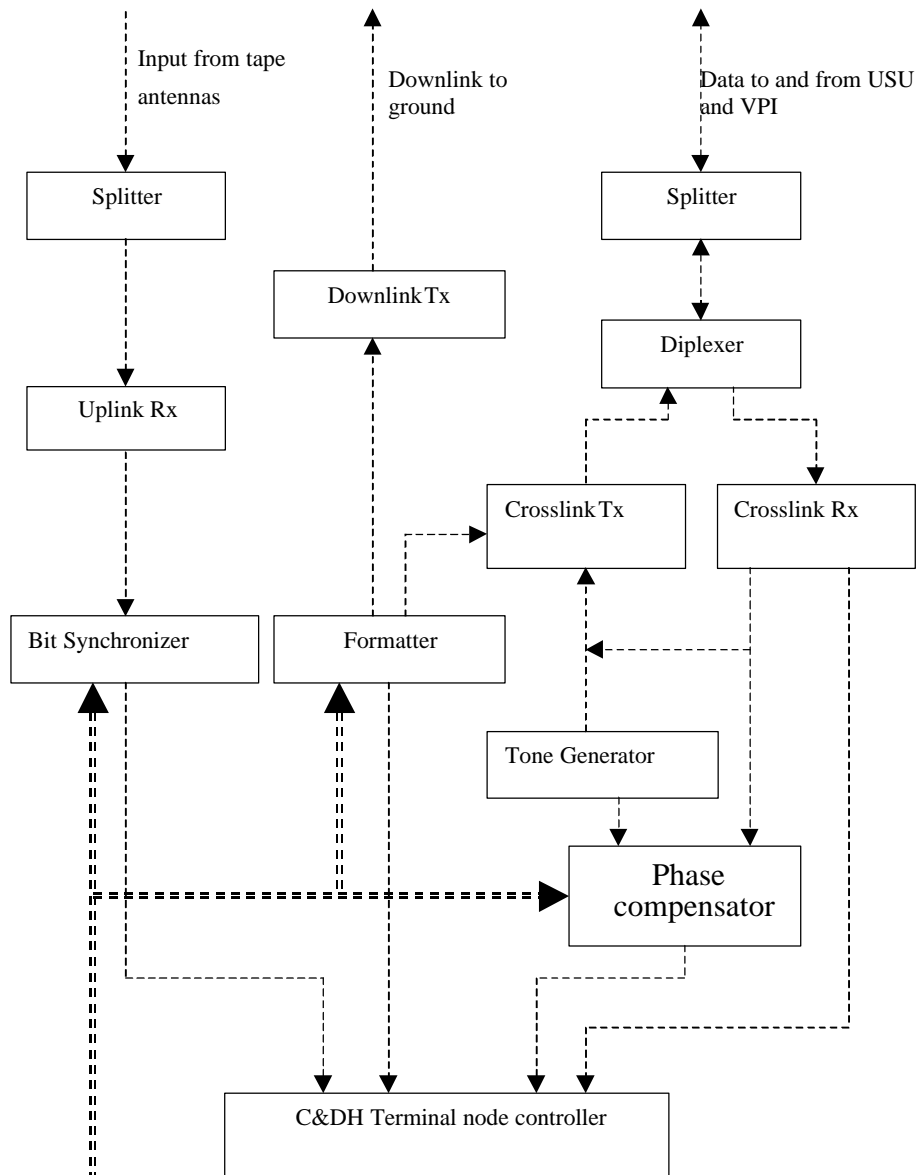 Input from tape
antennas
Downlink to
ground
Data to and from USU
and VPI
Splitter
Splitter
Downlink Tx
Diplexer
Uplink Rx
Crosslink Tx
Crosslink Rx
Bit Synchronizer
Formatter
Tone Generator
Phase
compensator
C&DH Terminal node controller